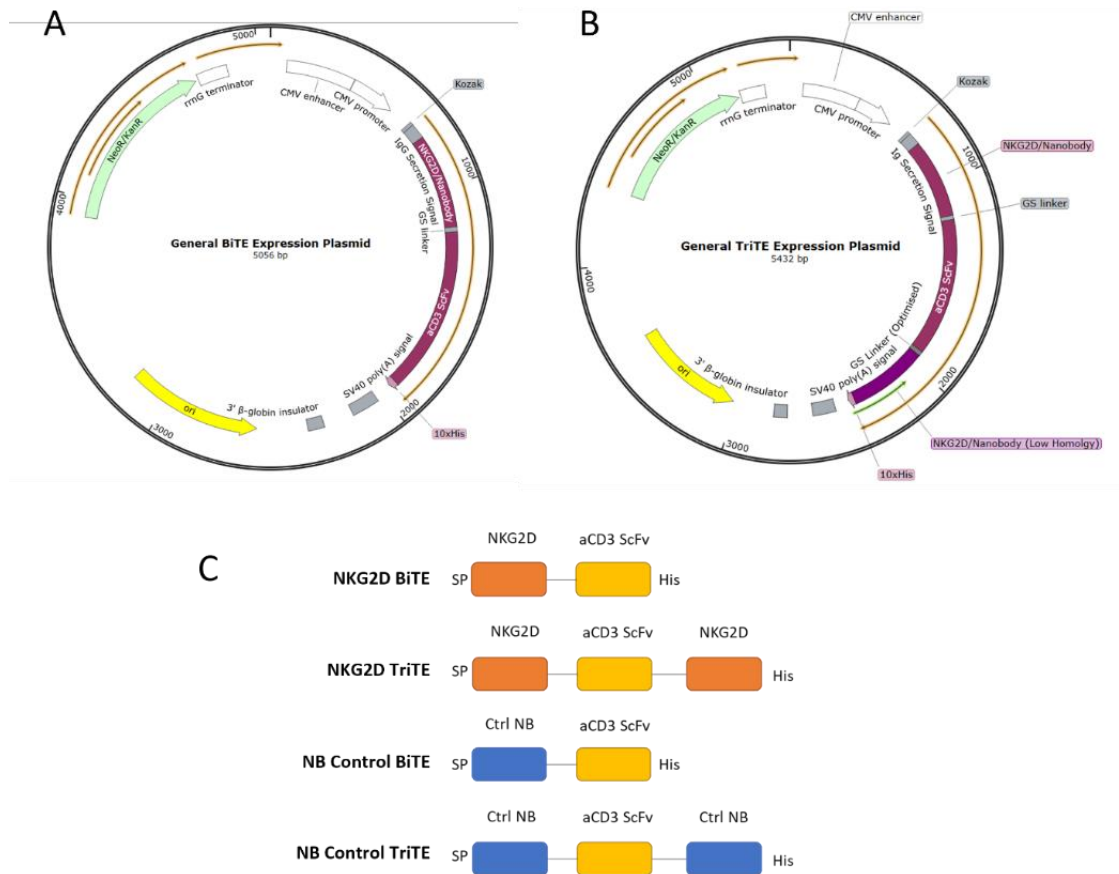 A
5000
CMV enhancer
CMV promoter
Kozak
IgG Secretion Signal
NKG2D/Nanobody
GS linker
1000
aCD3 ScFv
2000
10xHis
SV40 poly(A) signal
3' β-globin insulator
3000
ori
4000
NeoR/KanR
rrnG terminator
General BiTE Expression Plasmid
5056 bp
B
CMV enhancer
CMV promoter
Kozak
Ig Secretion Signal
1000
NKG2D/Nanobody
GS linker
aCD3 ScFv
GS Linker (Optimised)
2000
NKG2D/Nanobody (Low Homolgy)
10xHis
SV40 poly(A) signal
3' β-globin insulator
3000
ori
4000
NeoR/KanR
5000
rrnG terminator
General TriTE Expression Plasmid
5432 bp
C
NKG2D aCD3 ScFv
NKG2D BiTE SP His
NKG2D aCD3 ScFv NKG2D
NKG2D TriTE SP His
Ctrl NB aCD3 ScFv
NB Control BiTE SP His
Ctrl NB aCD3 ScFv Ctrl NB
NB Control TriTE SP His